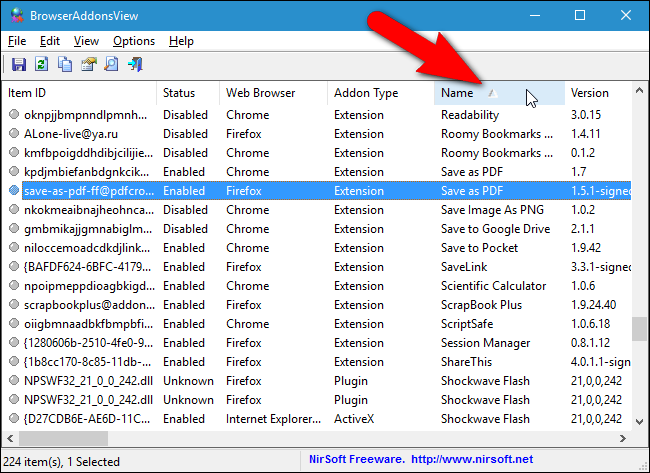 BrowserAddonsView
File Edit View Options Help
Item ID Status Web Browser Addon Type Name Version
oknpjjbmpnndlpmnh... Disabled Chrome Extension Readability 3.0.15
ALone-live@ya.ru Disabled Firefox Extension Roomy Bookmarks ... 1.4.11
kmfbpoigddhdibjcilijie... Disabled Chrome Extension Roomy Bookmarks ... 0.1.2
kpdjmbiefanbdgnkcik... Enabled Chrome Extension Save as PDF 1.7
save-as-pdf-ff@pdfcro... Enabled Firefox Extension Save as PDF 1.5.1-signed
nkokmeaibnajheohnca... Disabled Chrome Extension Save Image As PNG 1.0.2
gmbmikajjgmnabiglm... Disabled Chrome Extension Save to Google Drive 2.1.1
niloccemoadcdkdjlink... Enabled Chrome Extension Save to Pocket 1.9.42
{BAFDF624-6BFC-4179... Enabled Firefox Extension SaveLink 3.3.1-signed
npoipmeppdioagbkigd... Enabled Chrome Extension Scientific Calculator 1.0.6
scrapbookplus@addon... Enabled Firefox Extension ScrapBook Plus 1.9.24.40
oiigbmnaadbkfbmpbfi... Enabled Chrome Extension ScriptSafe 1.0.6.18
{1280606b-2510-4fe0-9... Enabled Firefox Extension Session Manager 0.8.1.12
{1b8cc170-8c85-11db-... Enabled Firefox Extension ShareThis 4.0.1.1-signed
NPSWF32_21_0_0_242.dll Unknown Firefox Plugin Shockwave Flash 21,0,0,242
NPSWF32_21_0_0_242.dll Unknown Firefox Plugin Shockwave Flash 21,0,0,242
{D27CDB6E-AE6D-11C... Enabled Internet Explorer... ActiveX Shockwave Flash 21,0,0,242
224 item(s), 1 Selected NirSoft Freeware. http://www.nirsoft.net